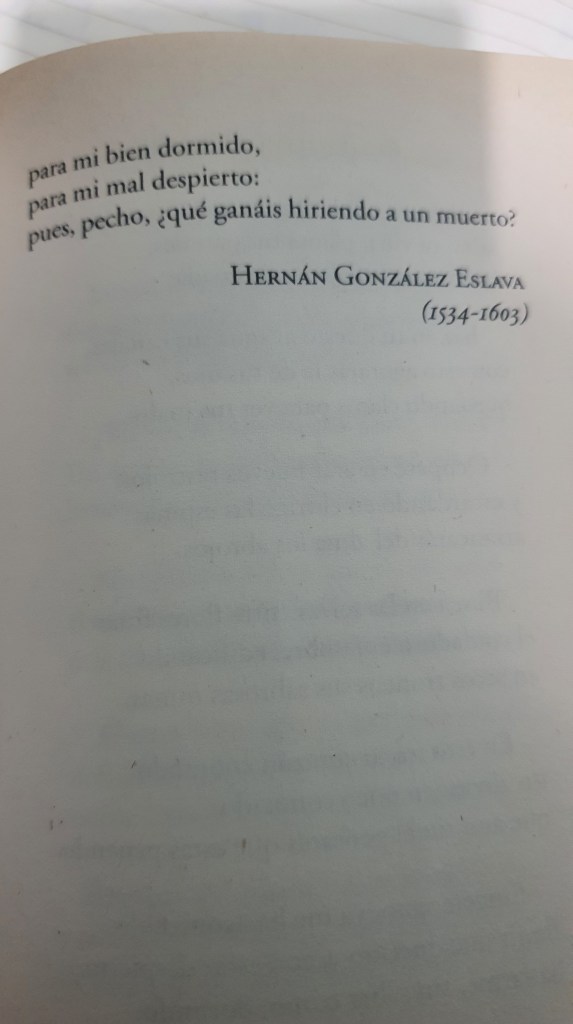 para mi bien dormido,
para mi mal despierto:
pues, pecho, ¿qué ganáis hiriendo a un muerto?
HERNÁN GONZÁLEZ ESLAVA
(1534-1603)